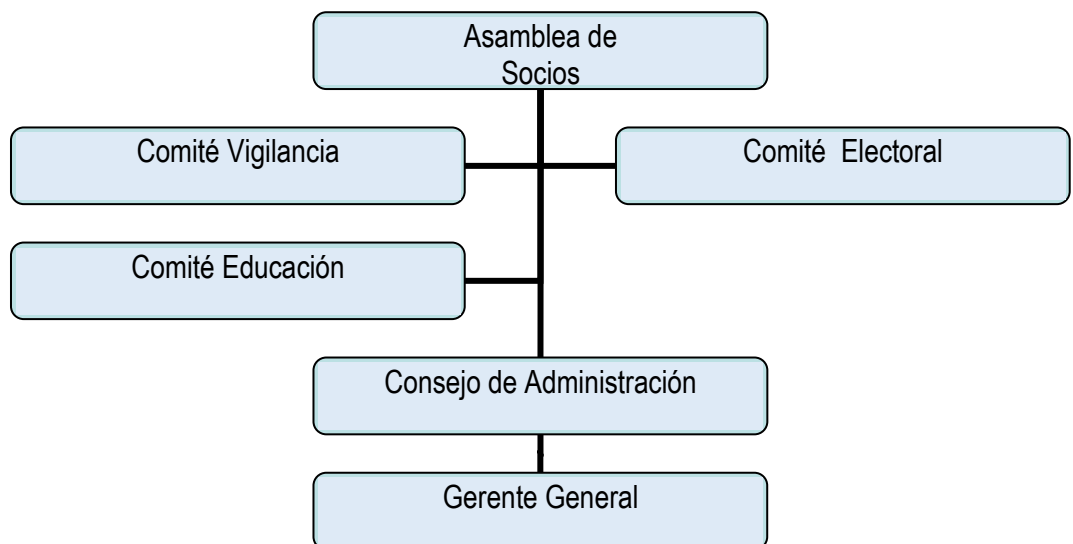 Asamblea de
Socios
Comité Vigilancia
Comité Electoral
Comité Educación
Consejo de Administración
Gerente General